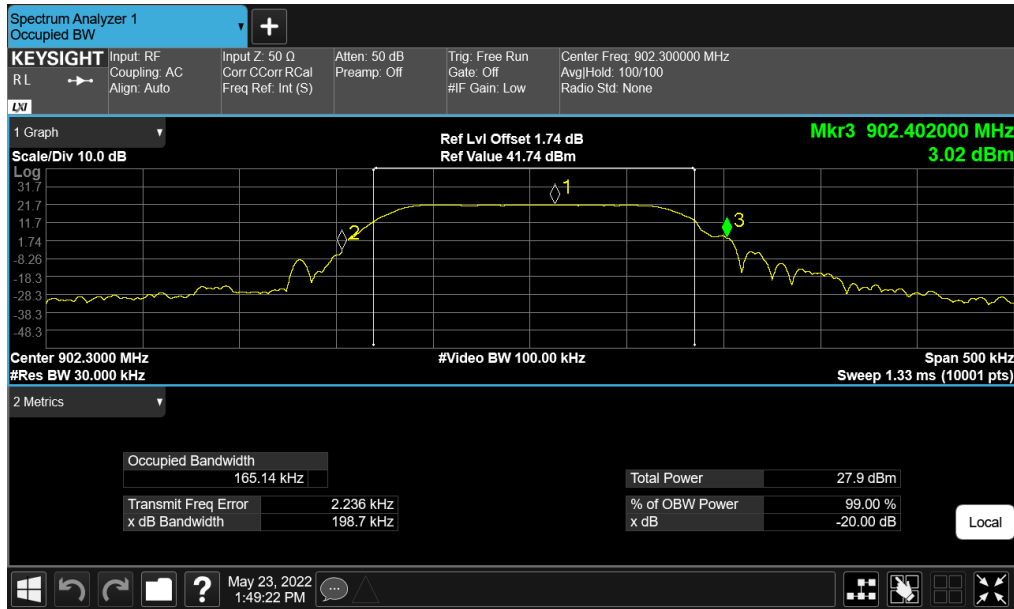 Spectrum Analyzer 1
Occupied BW
+
KEYSIGHT
R L
LXI
Input: RF
Coupling: AC
Align: Auto
Input Z: 50 Ω
Corr CCorr RCal
Freq Ref: Int (S)
Atten: 50 dB
Preamp: Off
Trig: Free Run
Gate: Off
#IF Gain: Low
Center Freq: 902.300000 MHz
Avg|Hold: 100/100
Radio Std: None
1 Graph
Scale/Div 10.0 dB
Ref Lvl Offset 1.74 dB
Ref Value 41.74 dBm
Mkr3 902.402000 MHz
3.02 dBm
Log
31.7
21.7
11.7
1.74
-8.26
-18.3
-28.3
-38.3
-48.3
1
2
3
Center 902.3000 MHz
#Res BW 30.000 kHz
#Video BW 100.00 kHz
Span 500 kHz
Sweep 1.33 ms (10001 pts)
2 Metrics
Occupied Bandwidth
165.14 kHz
Transmit Freq Error 2.236 kHz
x dB Bandwidth 198.7 kHz
Total Power 27.9 dBm
% of OBW Power 99.00 %
x dB -20.00 dB
Local
?
May 23, 2022
1:49:22 PM